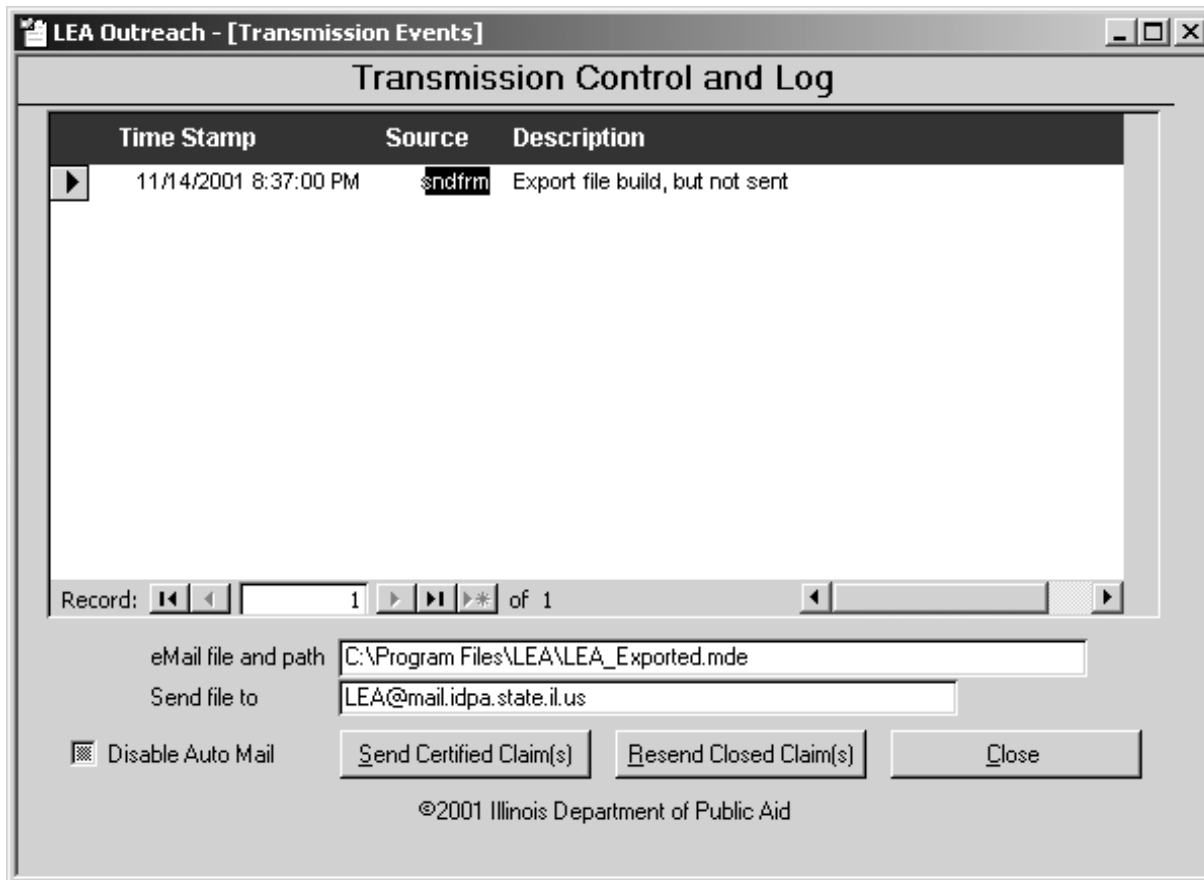 LEA Outreach - [Transmission Events]
Transmission Control and Log
Time Stamp Source Description
11/14/2001 8:37:00 PM sndfrm Export file build, but not sent
Record: 1 of 1
eMail file and path C:\Program Files\LEA\LEA_Exported.mde
Send file to LEA@mail.idpa.state.il.us
Disable Auto Mail Send Certified Claim(s) Resend Closed Claim(s) Close
©2001 Illinois Department of Public Aid